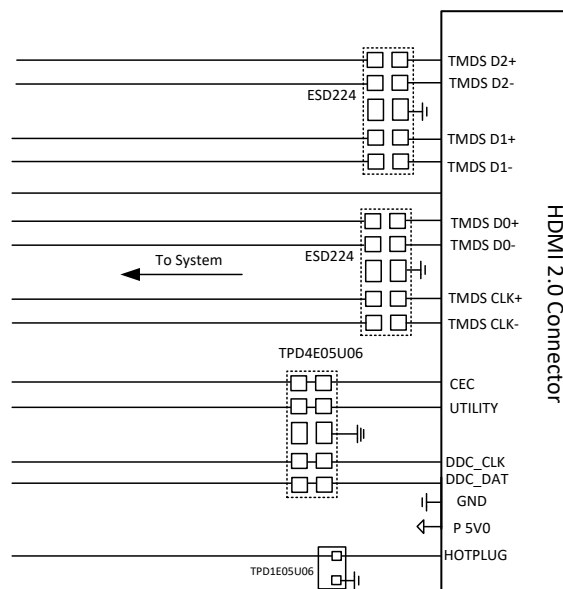 TMDS D2+
TMDS D2-
ESD224
TMDS D1+
TMDS D1-
TMDS D0+
TMDS D0-
To System
ESD224
TMDS CLK+
TMDS CLK-
HDMI 2.0 Connector
TPD4E05U06
CEC
UTILITY
DDC_CLK
DDC_DAT
GND
P 5V0
HOTPLUG
TPD1E05U06